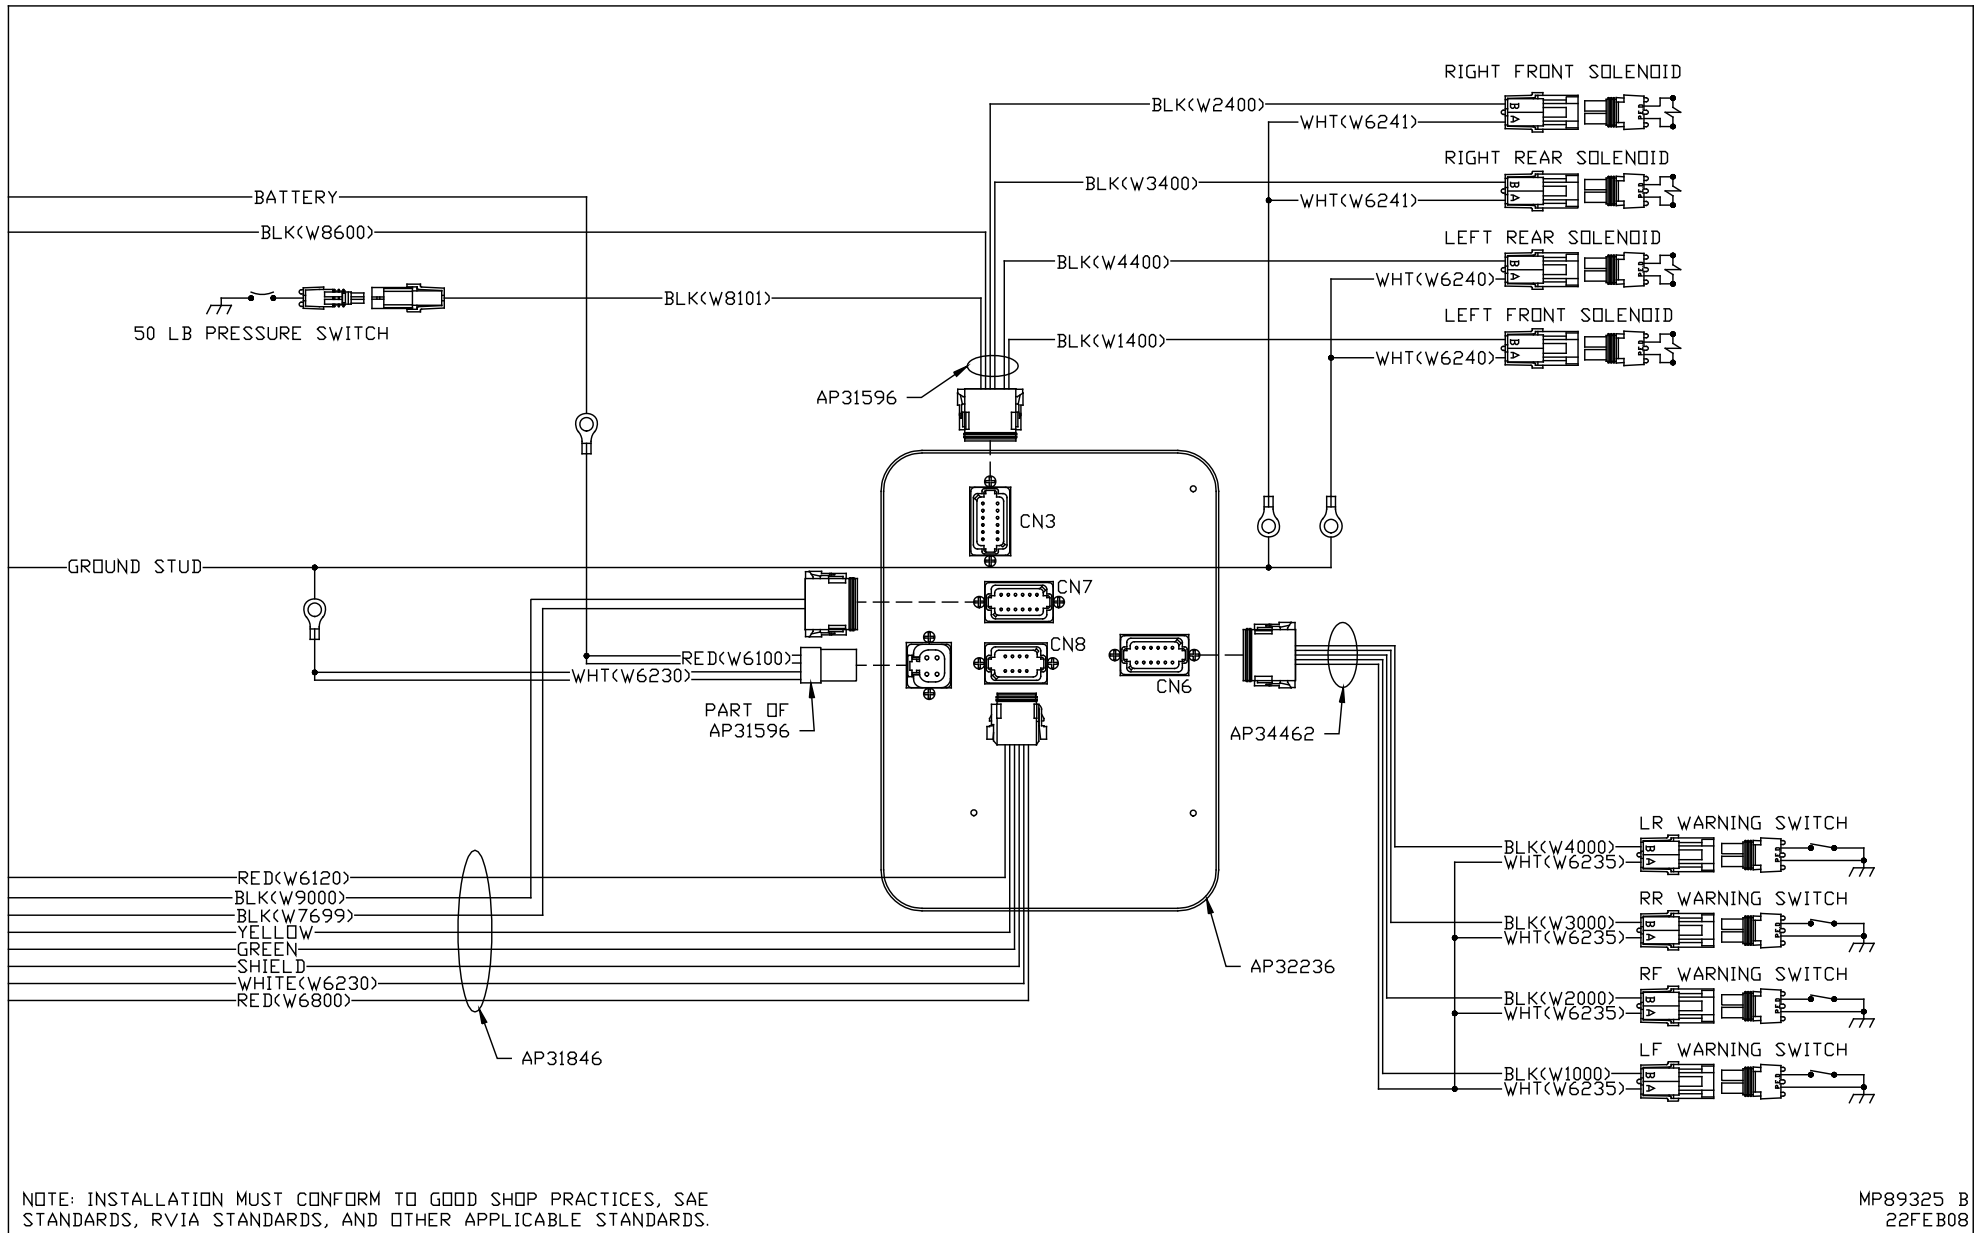 RIGHT FRONT SOLENOID
BLK(W2400)
WHT(W6241)
B
A
RIGHT REAR SOLENOID
BLK(W3400)
WHT(W6241)
B
A
BATTERY
BLK(W8600)
LEFT REAR SOLENOID
BLK(W4400)
WHT(W6240)
B
A
BLK(W8101)
50 LB PRESSURE SWITCH
LEFT FRONT SOLENOID
BLK(W1400)
WHT(W6240)
B
A
AP31596
CN3
GROUND STUD
CN7
CN8
RED(W6100)
WHT(W6230)
CN6
PART OF
AP31596
AP34462
LR WARNING SWITCH
BLK(W4000)
WHT(W6235)
B
A
RR WARNING SWITCH
BLK(W3000)
WHT(W6235)
B
A
RF WARNING SWITCH
BLK(W2000)
WHT(W6235)
B
A
LF WARNING SWITCH
BLK(W1000)
WHT(W6235)
B
A
RED(W6120)
BLK(W9000)
BLK(W7699)
YELLOW
GREEN
SHIELD
WHITE(W6230)
RED(W6800)
AP32236
AP31846
NOTE: INSTALLATION MUST CONFORM TO GOOD SHOP PRACTICES, SAE
STANDARDS, RVIA STANDARDS, AND OTHER APPLICABLE STANDARDS.
MP89325 B
22FEB08